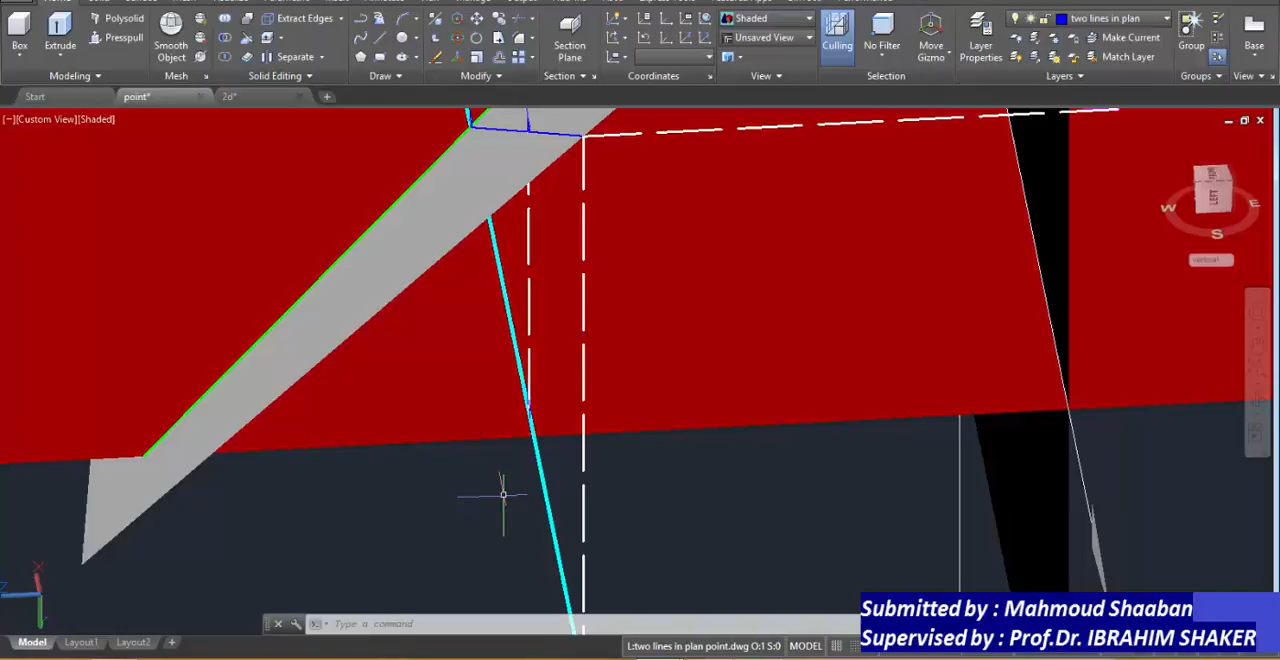 Box
Extrude
Polysolid
Presspull
Modeling
Smooth
Object
Mesh
Extract Edges
Separate
Solid Editing
Draw
Modify
Section
Plane
Section
Coordinates
Shaded
Unsaved View
View
Culling
No Filter
Move
Gizmo
Selection
Layer
Properties
two lines in plan
Make Current
Match Layer
Layers
Group
Groups
Base
View
Start
point*
2d*
[−][Custom View][Shaded]
LEFT
W
E
S
vertical
X
Type a command
Model
Layout1
Layout2
L:two lines in plan point.dwg O:1 S:0
MODEL
Submitted by : Mahmoud Shaaban
Supervised by : Prof.Dr. IBRAHIM SHAKER